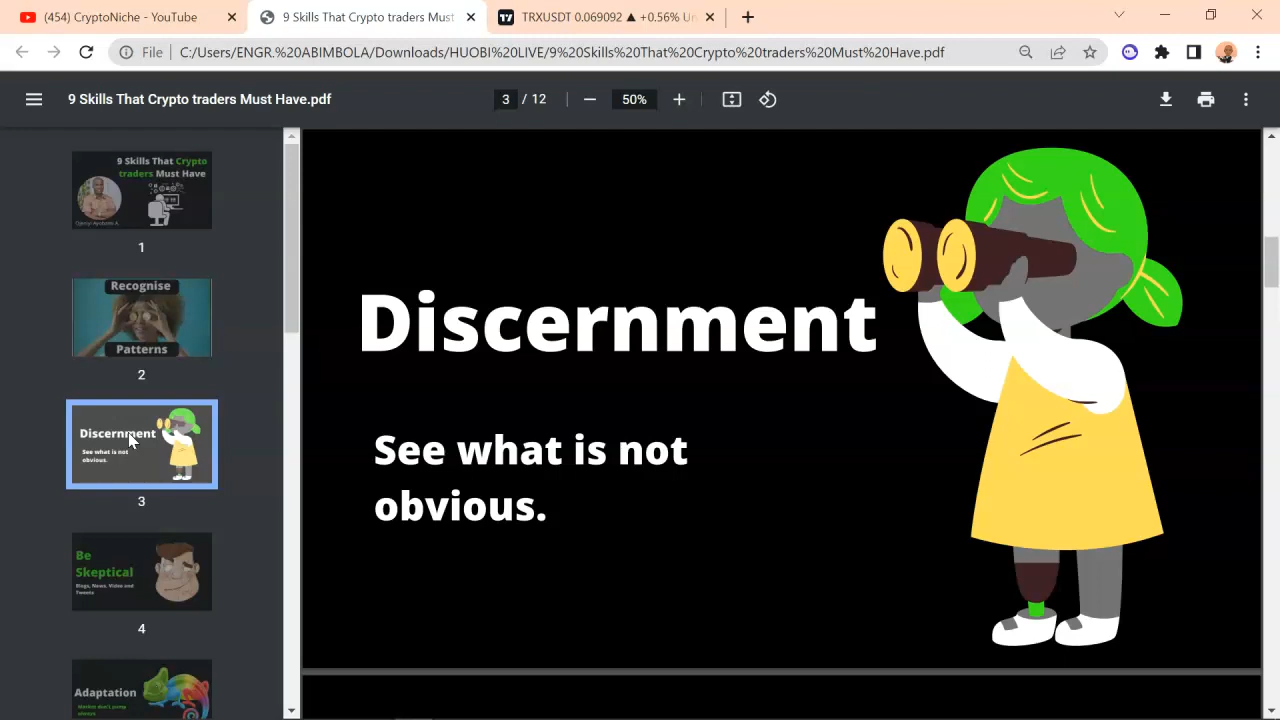 (454) CryptoNiche - YouTube
9 Skills That Crypto traders Must
TRXUSDT 0.069092 ▲ +0.56% Un
File
C:/Users/ENGR.%20ABIMBOLA/Downloads/HUOBI%20LIVE/9%20Skills%20That%20Crypto%20traders%20Must%20Have.pdf
9 Skills That Crypto traders Must Have.pdf
3 / 12
50%
9 Skills That Crypto
traders Must Have
1
Recognise
Patterns
2
Discernment
See what is not
obvious.
3
Be
Skeptical
Blogs, News, Video and
Tweets
4
Adaptation
Discernment
See what is not
obvious.